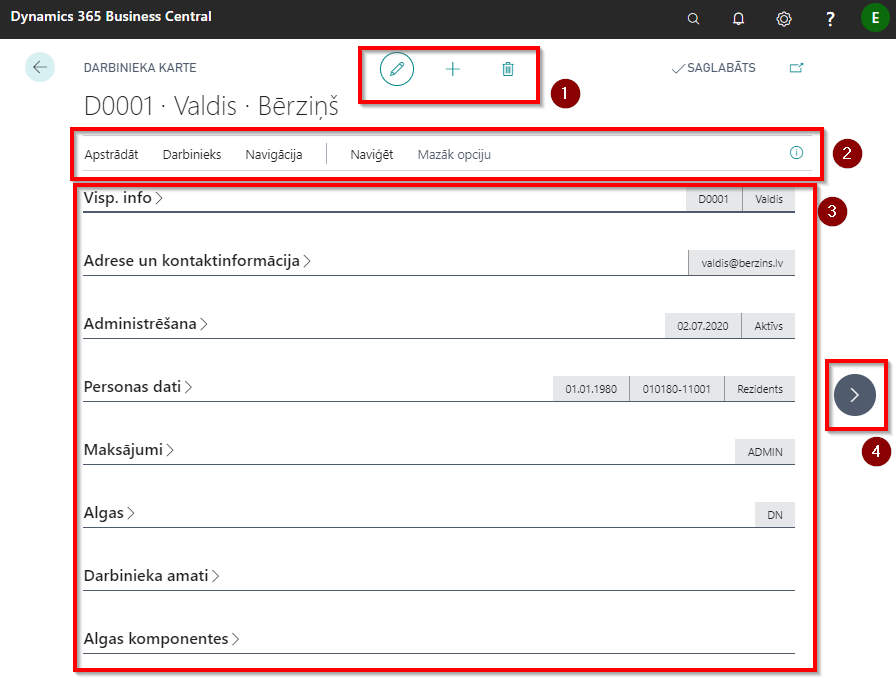 Dynamics 365 Business Central
?
E
DARBINIEKA KARTE
SAGLABĀTS
1
D0001 · Valdis · Bērziņš
Apstrādāt Darbinieks Navigācija Naviģēt Mazāk opciju
2
Visp. info D0001 Valdis
3
Adrese un kontaktinformācija valdis@berzins.lv
Administrēšana 02.07.2020 Aktīvs
Personas dati 01.01.1980 010180-11001 Rezidents
Maksājumi ADMIN
4
Algas DN
Darbinieka amati
Algas komponentes